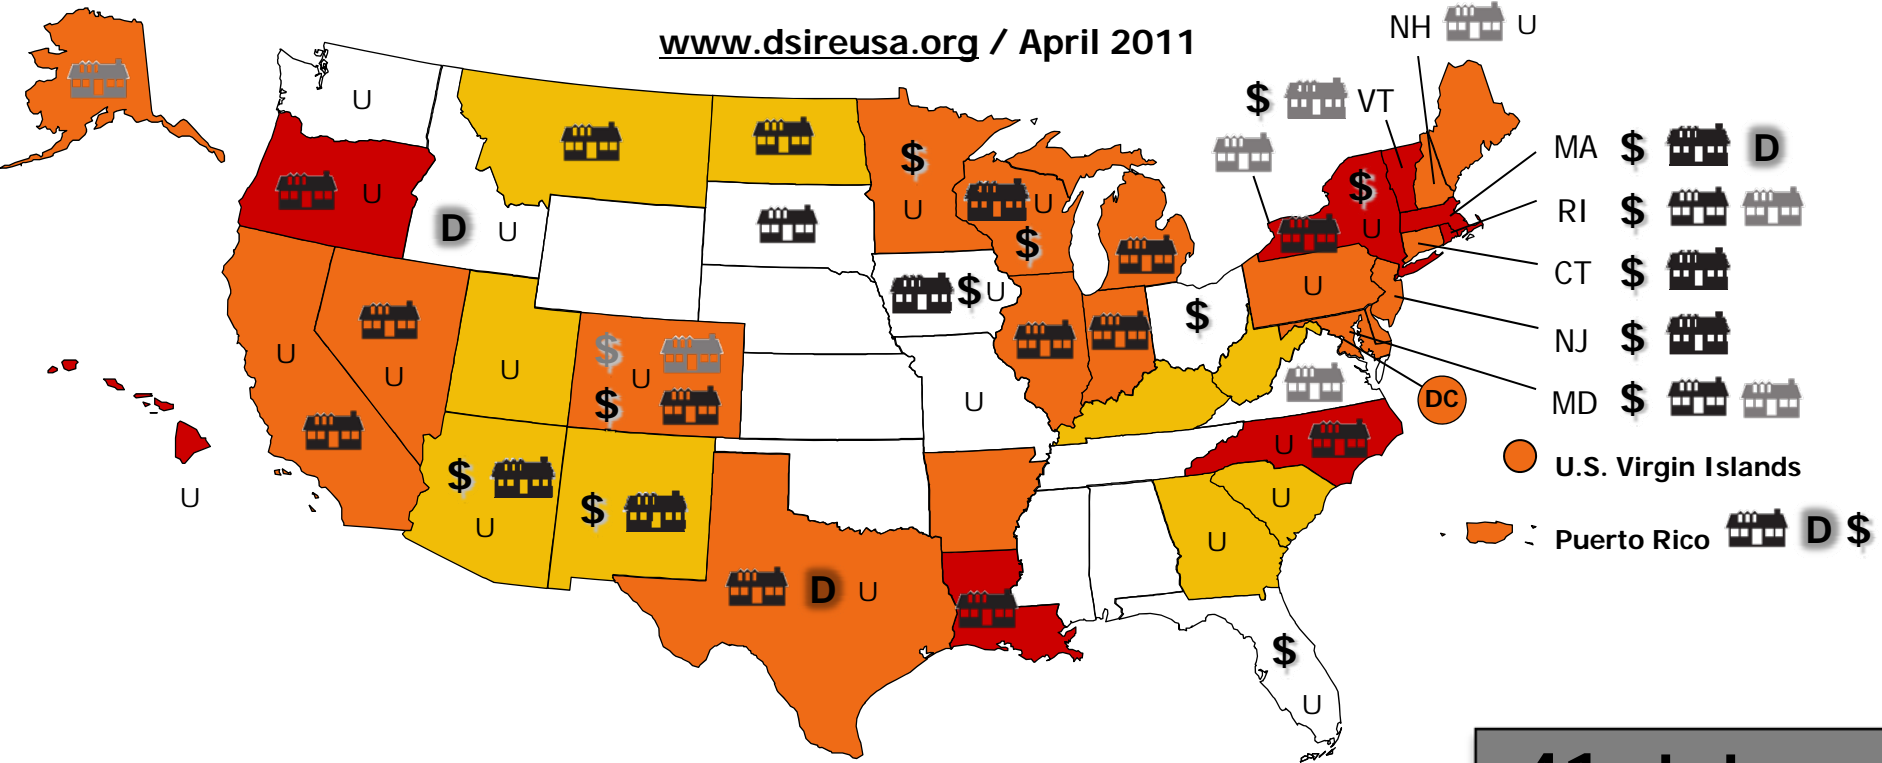 www.dsireusa.org / April 2011
NH U
$ VT
U
$
MA $ D
U
$
U
$
RI $
D U
U
U
$
CT $
$ U
U
$
NJ $
U
$
U
U
U
$
U
MD $
DC
U
$
U.S. Virgin Islands
U
U
$
U
U
Puerto Rico D $
D U
$
U